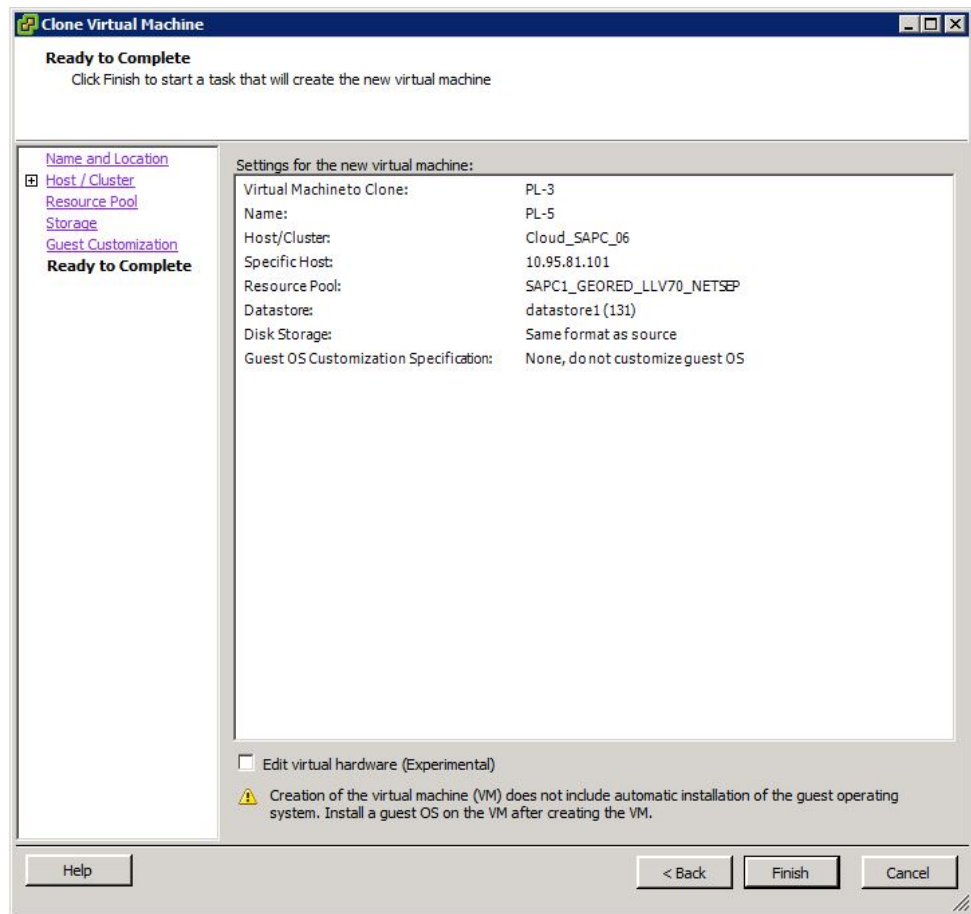 Clone Virtual Machine
Ready to Complete
Click Finish to start a task that will create the new virtual machine
Name and Location
Host / Cluster
Resource Pool
Storage
Guest Customization
Ready to Complete
Settings for the new virtual machine:
Virtual Machineto Clone: PL-3
Name: PL-5
Host/Cluster: Cloud_SAPC_06
Specific Host: 10.95.81.101
Resource Pool: SAPC1_GEORED_LLV70_NETSEP
Datastore: datastore1 (131)
Disk Storage: Same format as source
Guest OS Customization Specification: None, do not customize guest OS
Edit virtual hardware (Experimental)
Creation of the virtual machine (VM) does not include automatic installation of the guest operating
system. Install a guest OS on the VM after creating the VM.
Help
< Back
Finish
Cancel